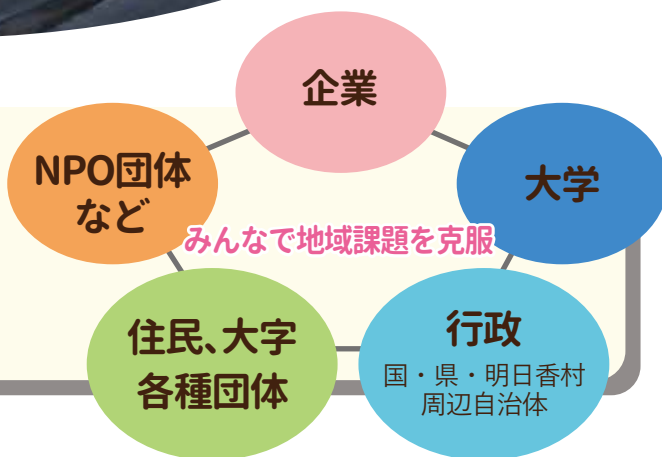 企業
NPO団体
など
大学
みんなで地域課題を克服
住民、大字
各種団体
行政
国・県・明日香村
周辺自治体